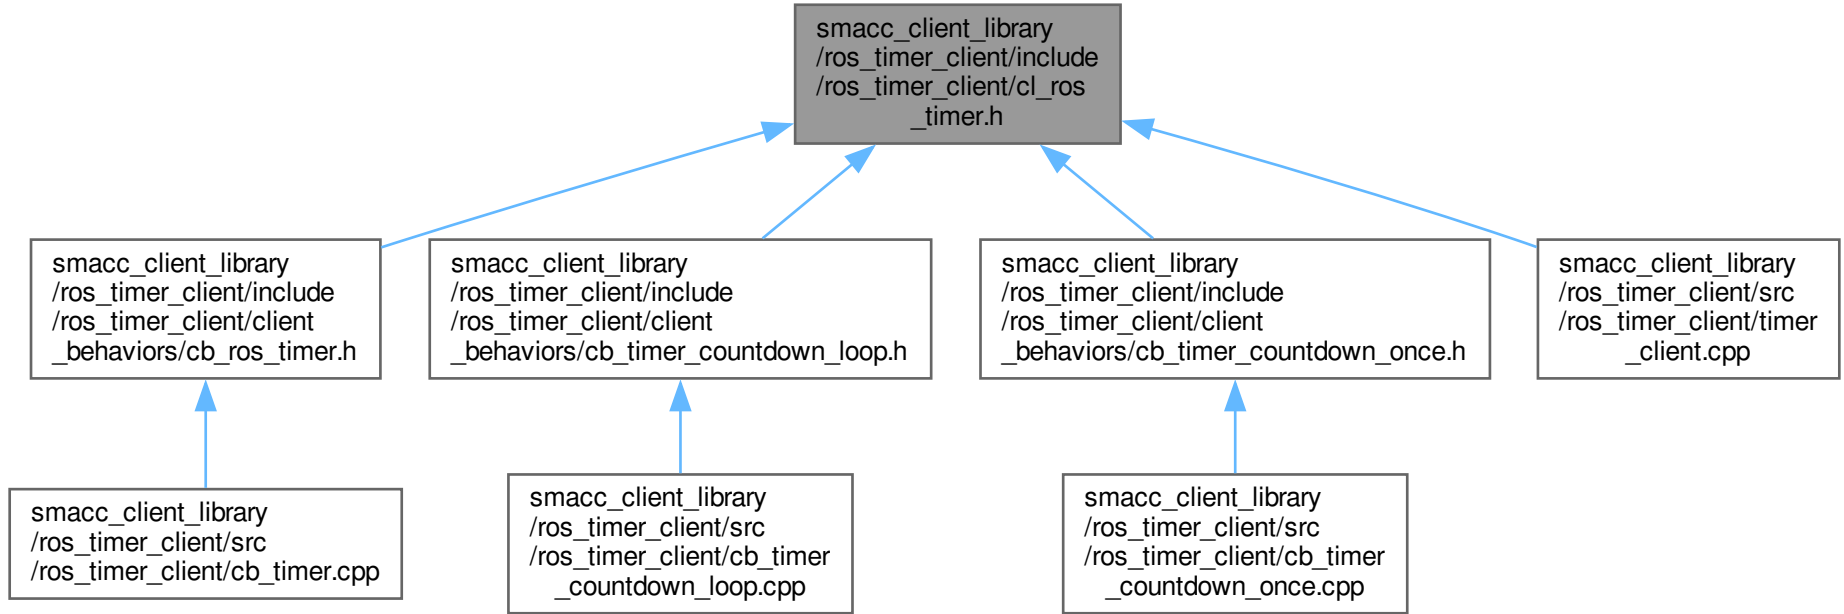 smacc_client_library
/ros_timer_client/include
/ros_timer_client/cl_ros
_timer.h
smacc_client_library
/ros_timer_client/include
/ros_timer_client/client
_behaviors/cb_ros_timer.h
smacc_client_library
/ros_timer_client/include
/ros_timer_client/client
_behaviors/cb_timer_countdown_loop.h
smacc_client_library
/ros_timer_client/include
/ros_timer_client/client
_behaviors/cb_timer_countdown_once.h
smacc_client_library
/ros_timer_client/src
/ros_timer_client/timer
_client.cpp
smacc_client_library
/ros_timer_client/src
/ros_timer_client/cb_timer.cpp
smacc_client_library
/ros_timer_client/src
/ros_timer_client/cb_timer
_countdown_loop.cpp
smacc_client_library
/ros_timer_client/src
/ros_timer_client/cb_timer
_countdown_once.cpp